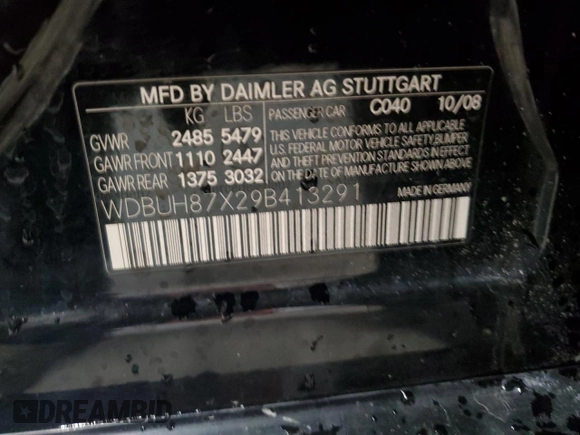 MFD BY DAIMLER AG STUTTGART
KG LBS PASSENGER CAR C040 10/08
GVWR 2485 5479 THIS VEHICLE CONFORMS TO ALL APPLICABLE
GAWR FRONT 1110 2447 U.S. FEDERAL MOTOR VEHICLE SAFETY,BUMPER
GAWR REAR 1375 3032 AND THEFT PREVENTION STANDARDS IN EFFECT
ON THE DATE OF MANUFACTURE SHOWN ABOVE
WDBUH87X29B413291 MADE IN GERMANY
DREAMBID